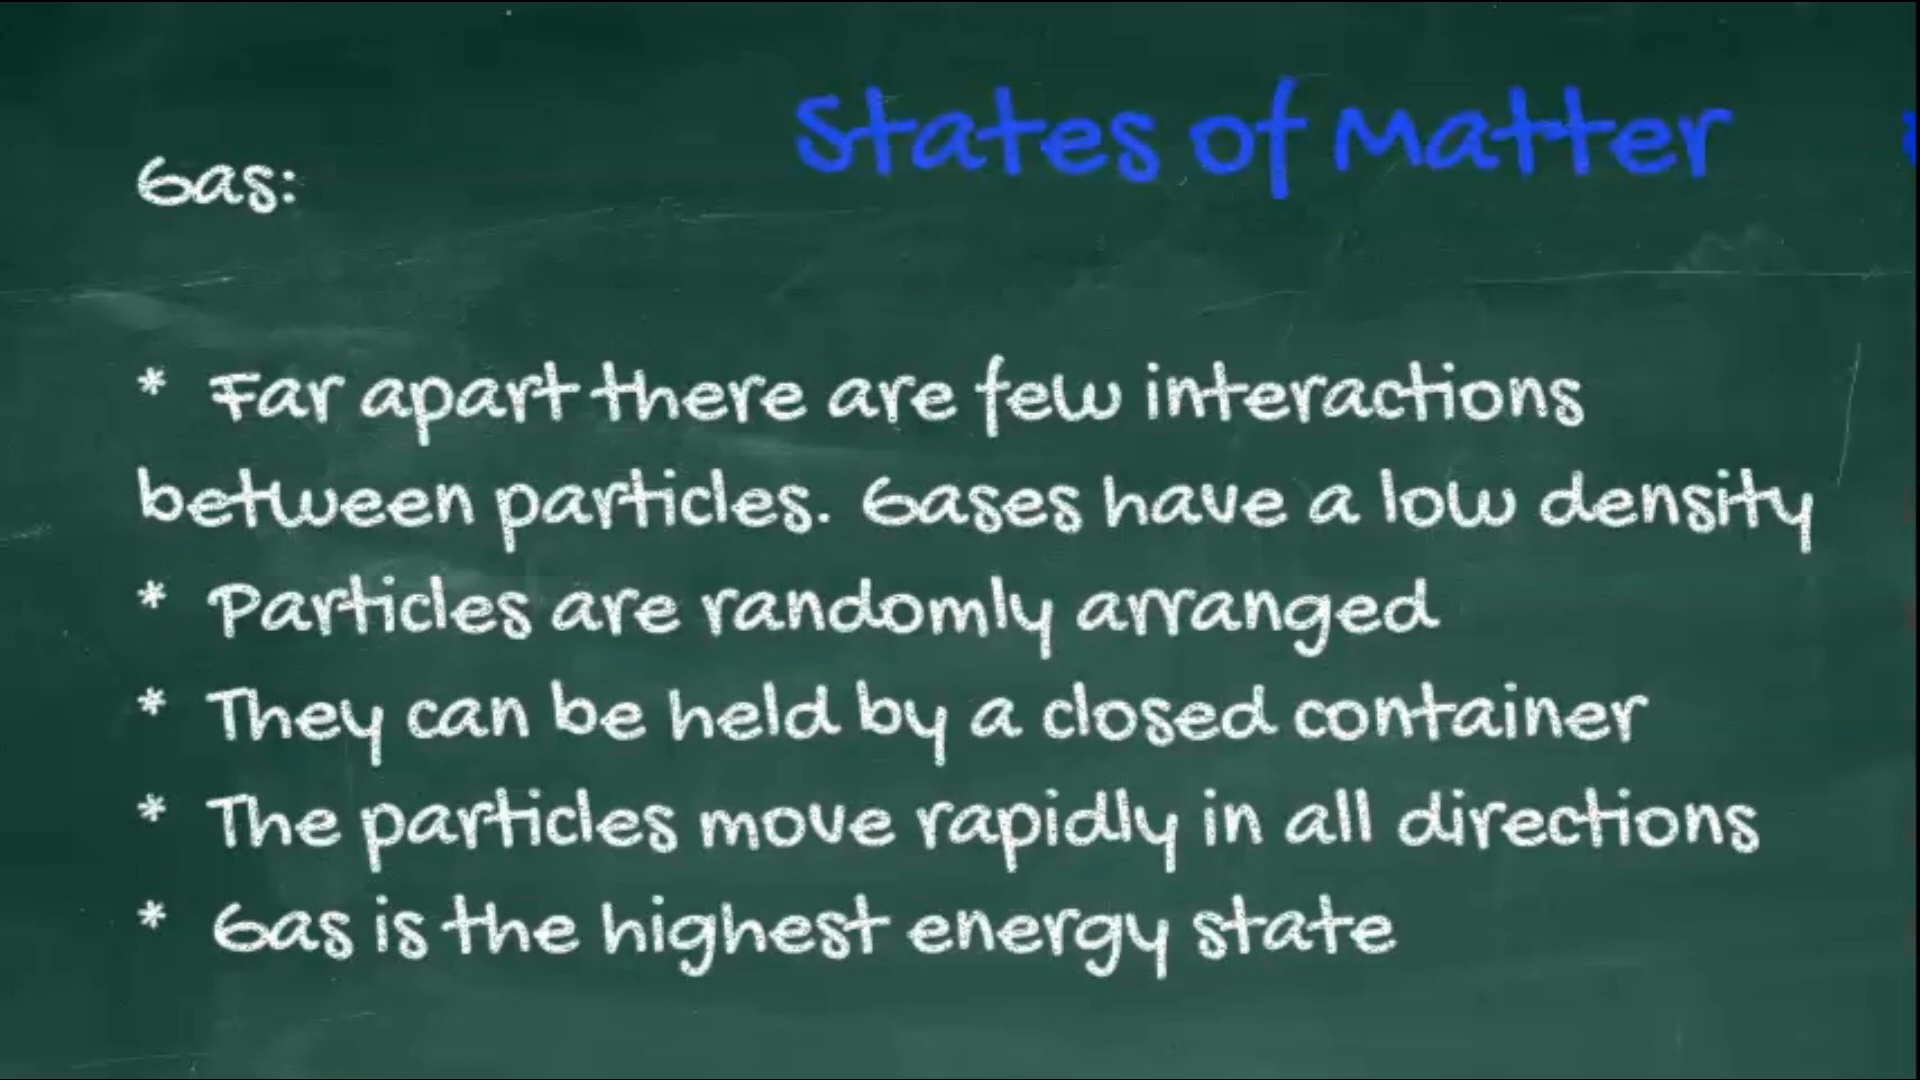 States of Matter
Gas:
* Far apart there are few interactions
between particles. Gases have a low density
* Particles are randomly arranged
* They can be held by a closed container
* The particles move rapidly in all directions
* Gas is the highest energy state